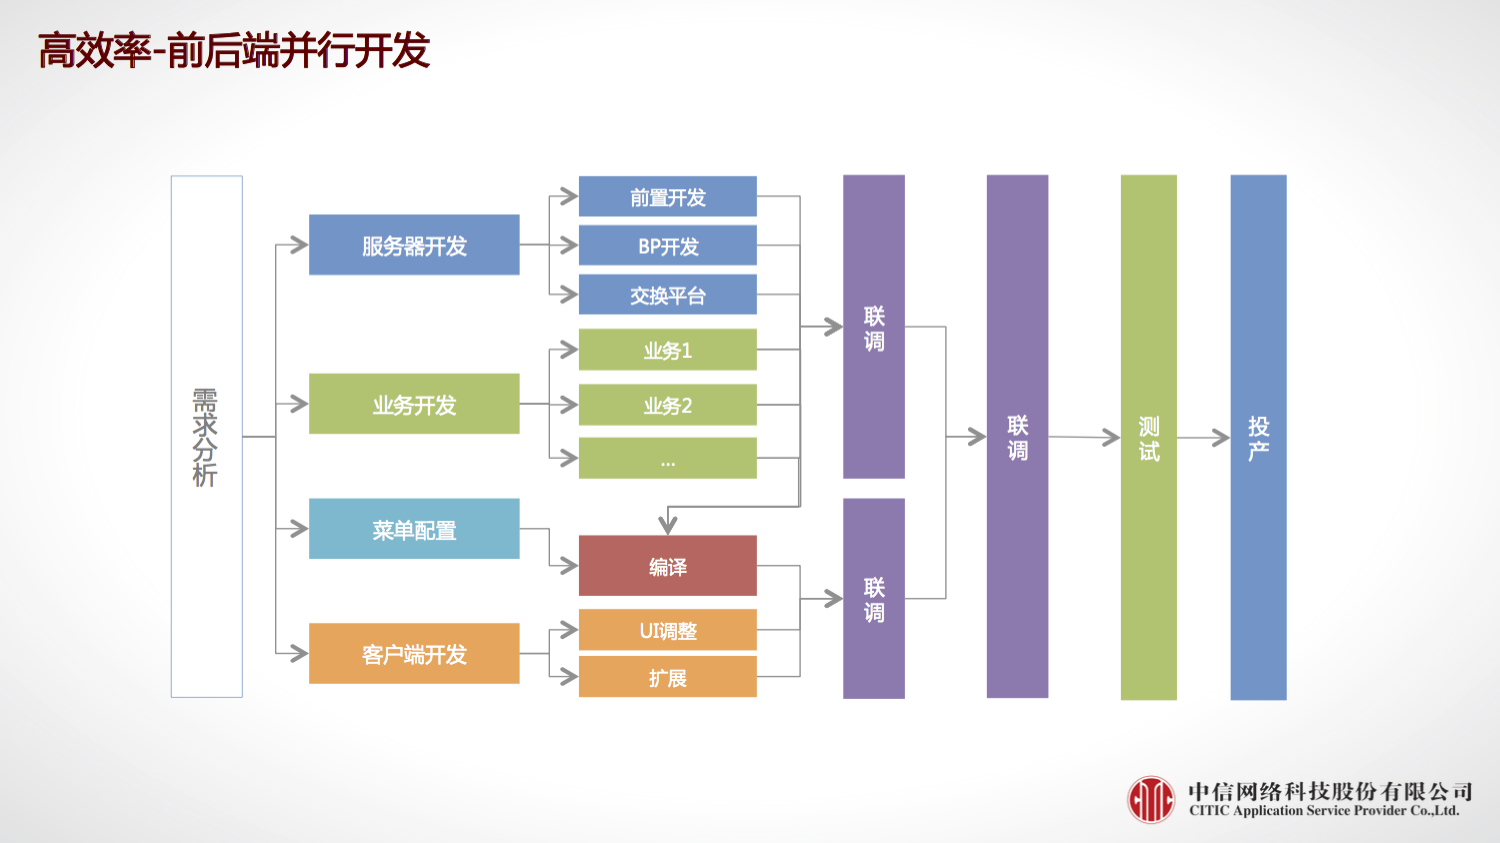 高效率-前后端并行开发
需求分析
服务器开发
业务开发
菜单配置
客户端开发
前置开发
BP开发
交换平台
业务1
业务2
...
编译
UI调整
扩展
联调
联调
联调
测试
投产
中信网络科技股份有限公司
CITIC Application Service Provider Co.,Ltd.